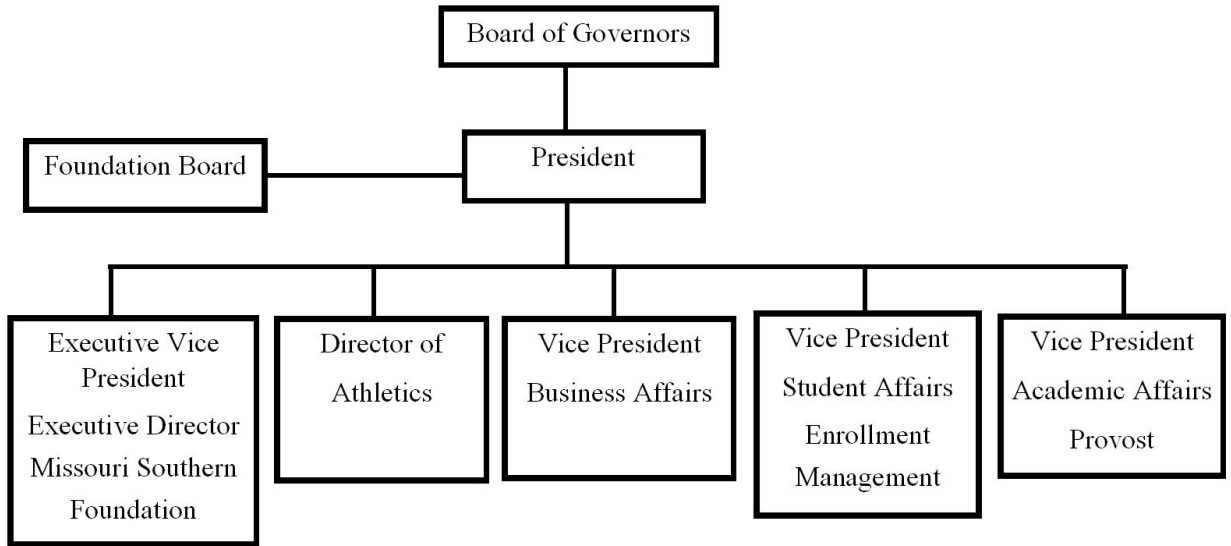 Board of Governors
Foundation Board
President
Executive Vice
President
Executive Director
Missouri Southern
Foundation
Director of
Athletics
Vice President
Business Affairs
Vice President
Student Affairs
Enrollment
Management
Vice President
Academic Affairs
Provost